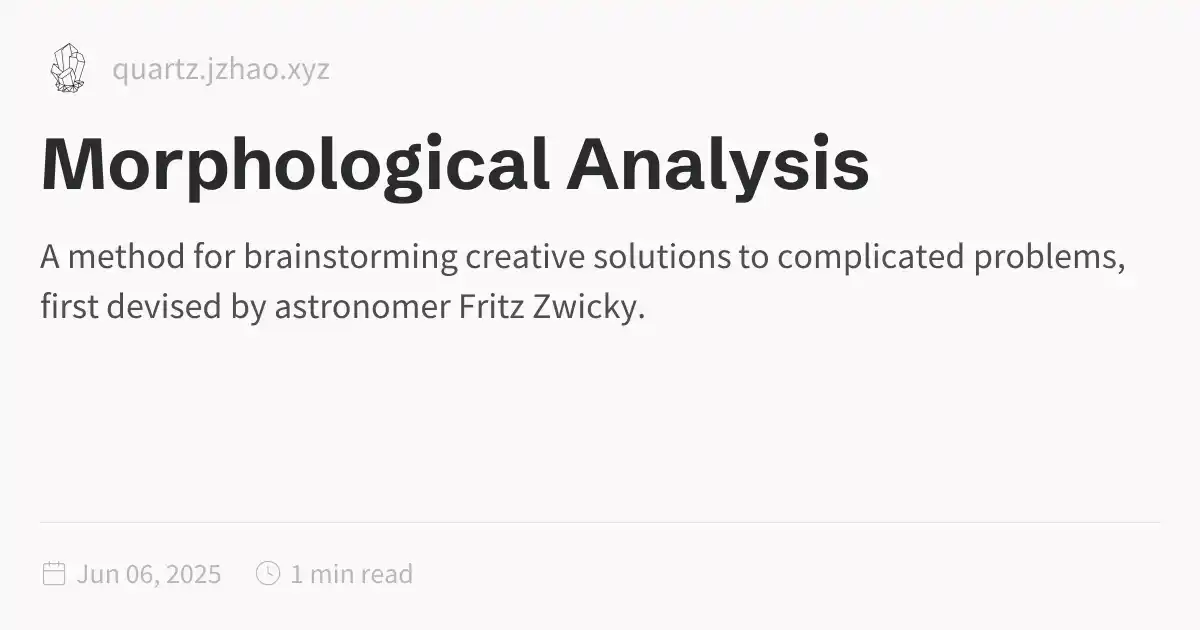 quartz.jzhao.xyz
Morphological Analysis
A method for brainstorming creative solutions to complicated problems,
first devised by astronomer Fritz Zwicky.
Jun 06, 2025 1 min read